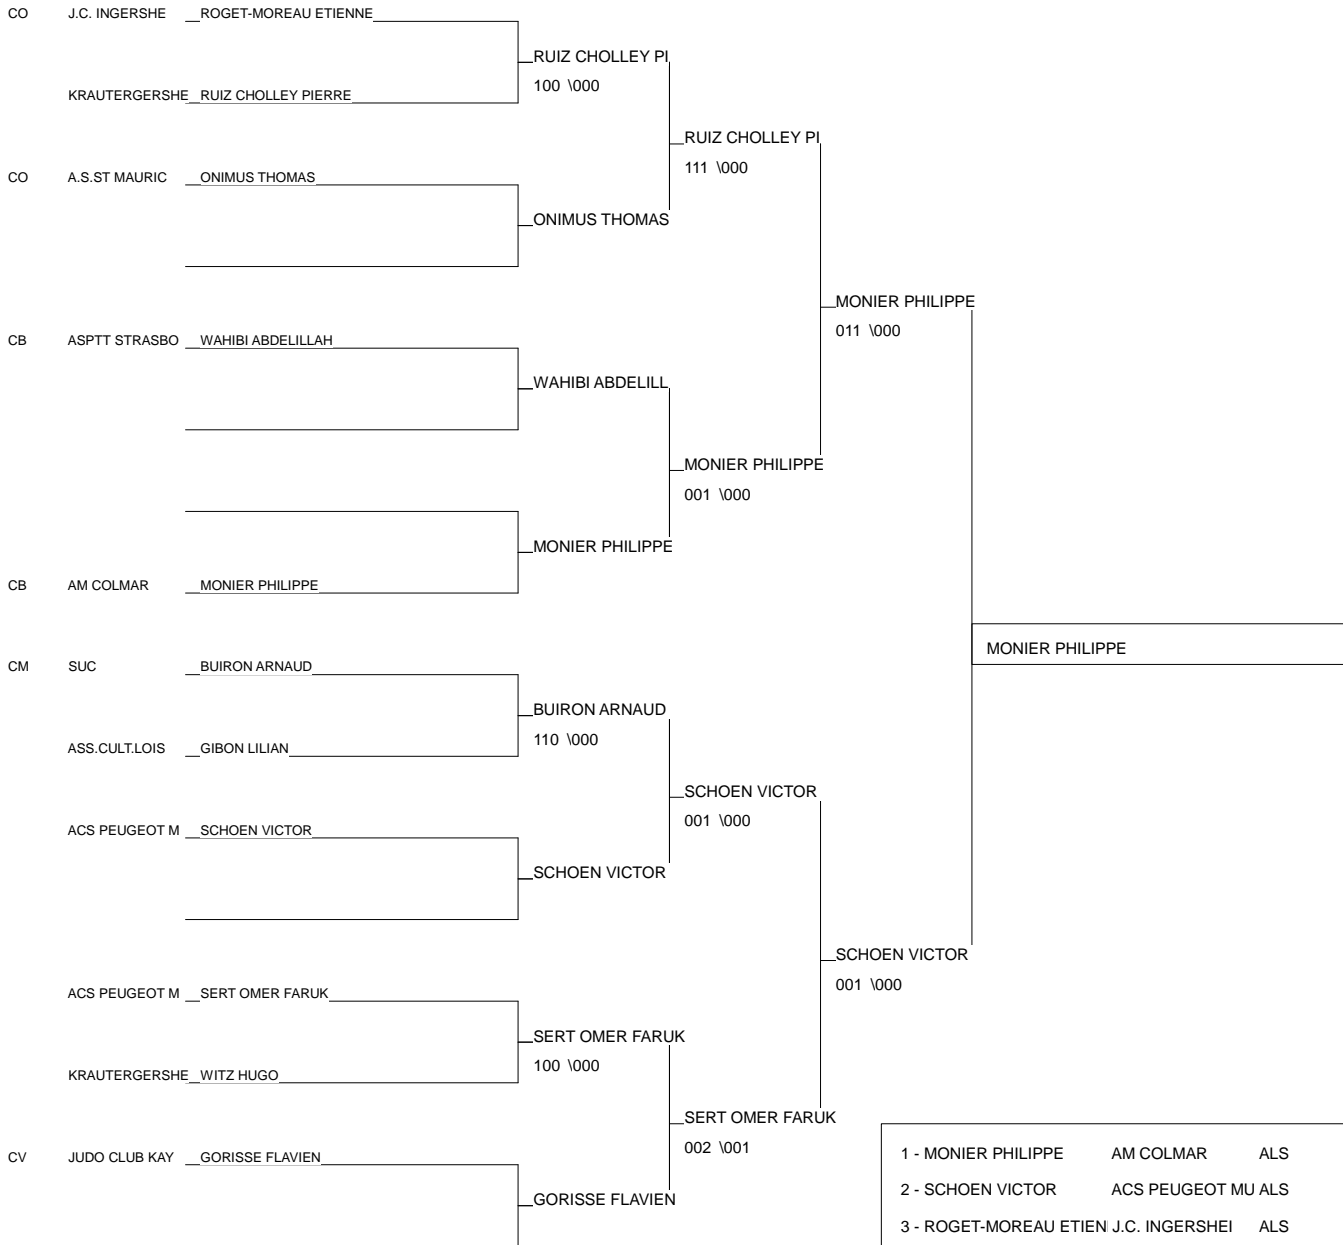 CO J.C. INGERSHE ROGET-MOREAU ETIENNE
RUIZ CHOLLEY PI
100 \000
KRAUTERGERSHE RUIZ CHOLLEY PIERRE
RUIZ CHOLLEY PI
111 \000
CO A.S.ST MAURIC ONIMUS THOMAS
ONIMUS THOMAS
MONIER PHILIPPE
011 \000
CB ASPTT STRASBO WAHIBI ABDELILLAH
WAHIBI ABDELILL
MONIER PHILIPPE
001 \000
MONIER PHILIPPE
CB AM COLMAR MONIER PHILIPPE
MONIER PHILIPPE
CM SUC BUIRON ARNAUD
BUIRON ARNAUD
110 \000
ASS.CULT.LOIS GIBON LILIAN
SCHOEN VICTOR
001 \000
ACS PEUGEOT M SCHOEN VICTOR
SCHOEN VICTOR
SCHOEN VICTOR
001 \000
ACS PEUGEOT M SERT OMER FARUK
SERT OMER FARUK
100 \000
KRAUTERGERSHE WITZ HUGO
SERT OMER FARUK
002 \001
CV JUDO CLUB KAY GORISSE FLAVIEN
GORISSE FLAVIEN
1 - MONIER PHILIPPE AM COLMAR ALS
2 - SCHOEN VICTOR ACS PEUGEOT MU ALS
3 - ROGET-MOREAU ETIEN J.C. INGERSHEI ALS